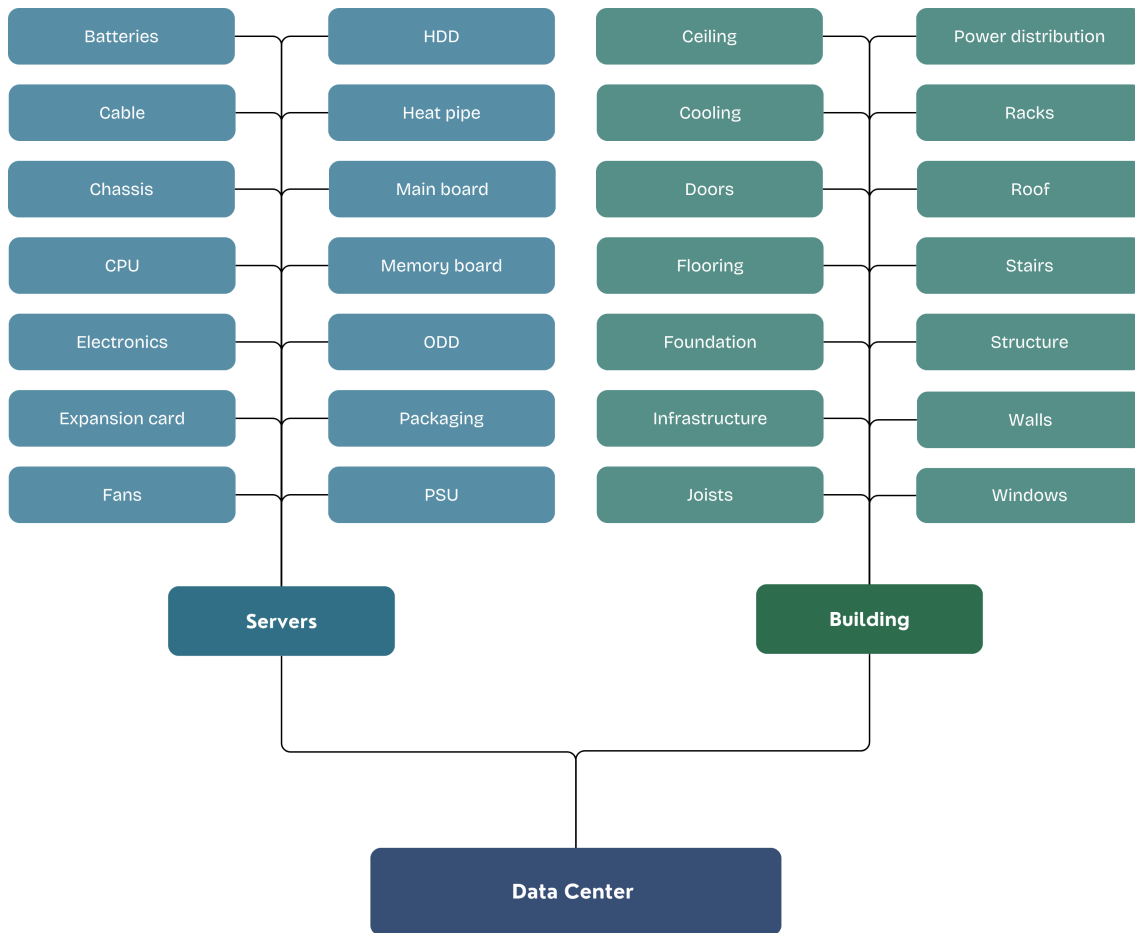 Batteries
HDD
Ceiling
Power distribution
Cable
Heat pipe
Cooling
Racks
Chassis
Main board
Doors
Roof
CPU
Memory board
Flooring
Stairs
Electronics
ODD
Foundation
Structure
Expansion card
Packaging
Infrastructure
Walls
Fans
PSU
Joists
Windows
Servers
Building
Data Center